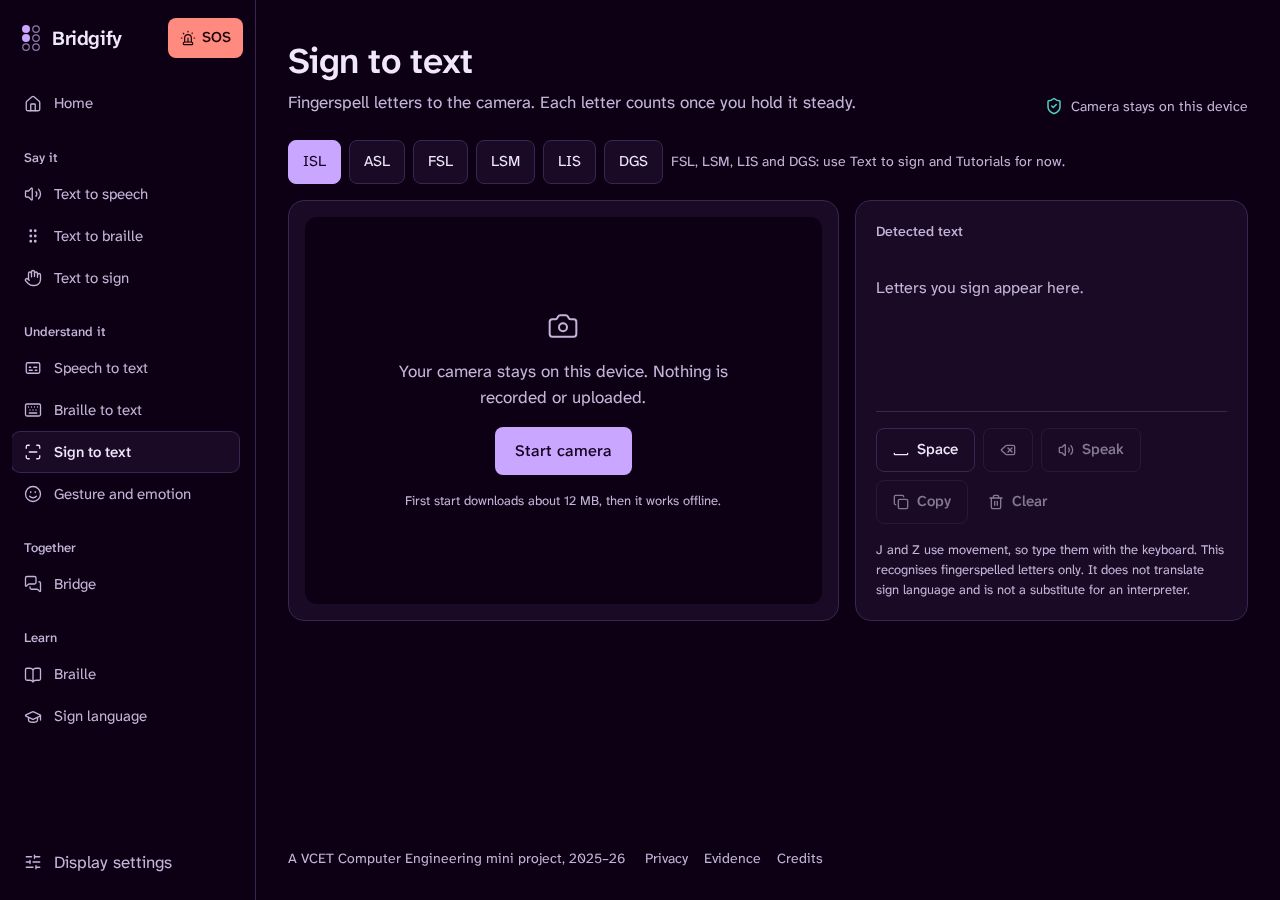 Bridgify
SOS
Home
Say it
Text to speech
Text to braille
Text to sign
Understand it
Speech to text
Braille to text
Sign to text
Gesture and emotion
Together
Bridge
Learn
Braille
Sign language
Display settings
Sign to text
Fingerspell letters to the camera. Each letter counts once you hold it steady.
Camera stays on this device
ISL ASL FSL LSM LIS DGS FSL, LSM, LIS and DGS: use Text to sign and Tutorials for now.
Your camera stays on this device. Nothing is
recorded or uploaded.
Start camera
First start downloads about 12 MB, then it works offline.
Detected text
Letters you sign appear here.
Space Speak
Copy Clear
J and Z use movement, so type them with the keyboard. This
recognises fingerspelled letters only. It does not translate
sign language and is not a substitute for an interpreter.
A VCET Computer Engineering mini project, 2025–26 Privacy Evidence Credits